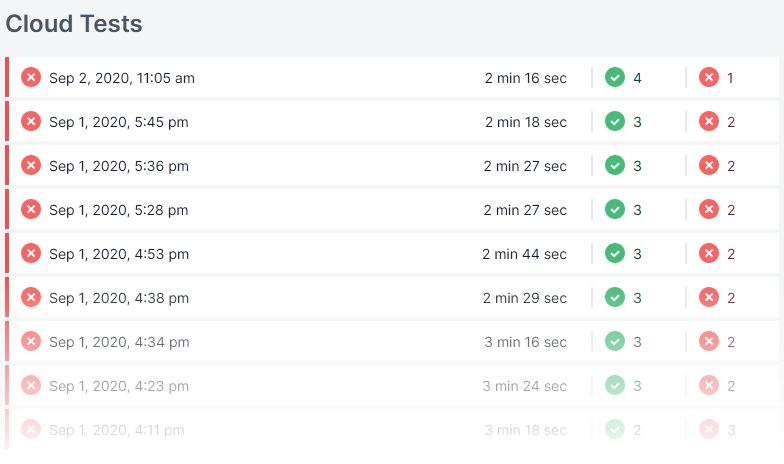 Cloud Tests
Sep 2, 2020, 11:05 am 2 min 16 sec 4 1
Sep 1, 2020, 5:45 pm 2 min 18 sec 3 2
Sep 1, 2020, 5:36 pm 2 min 27 sec 3 2
Sep 1, 2020, 5:28 pm 2 min 27 sec 3 2
Sep 1, 2020, 4:53 pm 2 min 44 sec 3 2
Sep 1, 2020, 4:38 pm 2 min 29 sec 3 2
Sep 1, 2020, 4:34 pm 3 min 16 sec 3 2
Sep 1, 2020, 4:23 pm 3 min 24 sec 3 2
Sep 1, 2020, 4:11 pm 3 min 18 sec 2 3